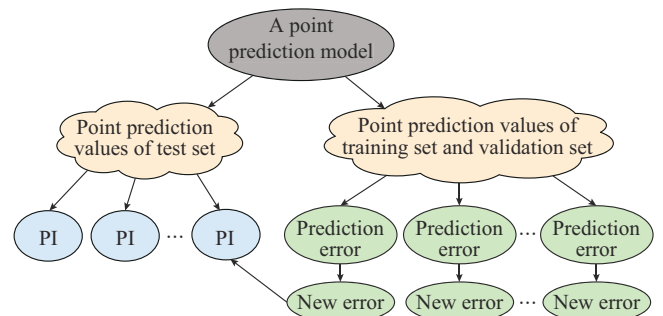 A point
prediction model
Point prediction
values of test set
Point prediction values of
training set and validation set
PI
PI
...
PI
Prediction
error
Prediction
error
...
Prediction
error
New error
New error
...
New error